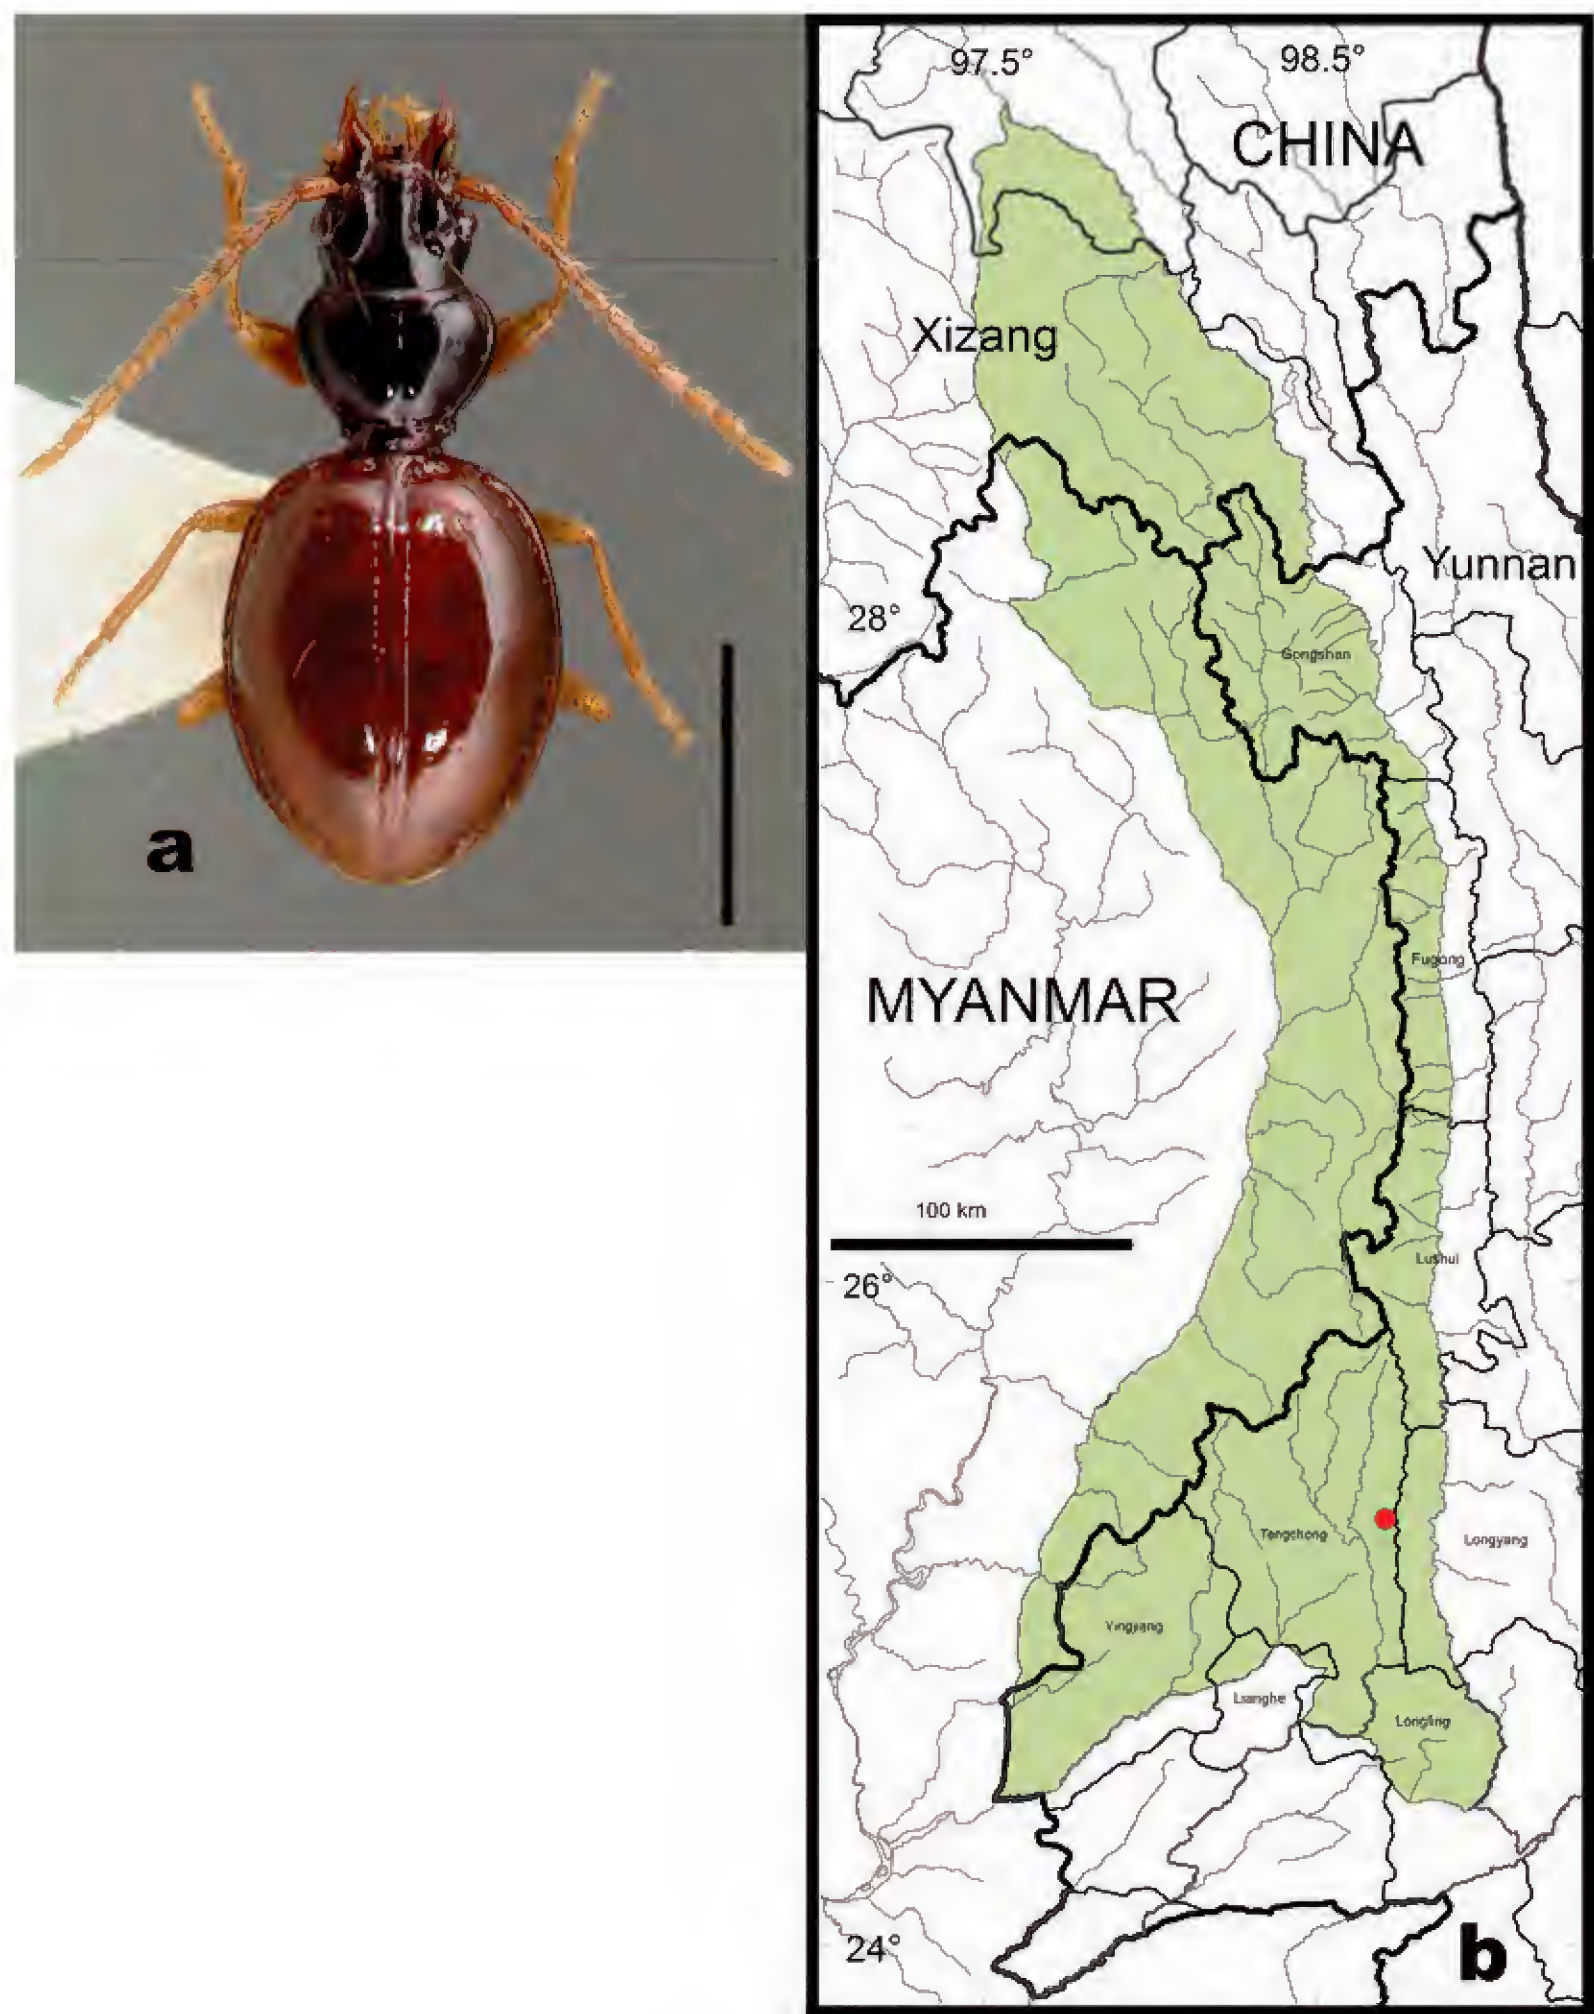 a
97.5°
98.5°
CHINA
Xizang
Yunnan
28°
Gongshan
Fugong
MYANMAR
100 km
Lushui
26°
Tengchong
Longyang
Yingjiang
Lianghe
Longling
24°
b